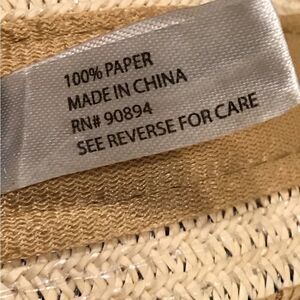 100% PAPER
MADE IN CHINA
RN# 90894
SEE REVERSE FOR CARE